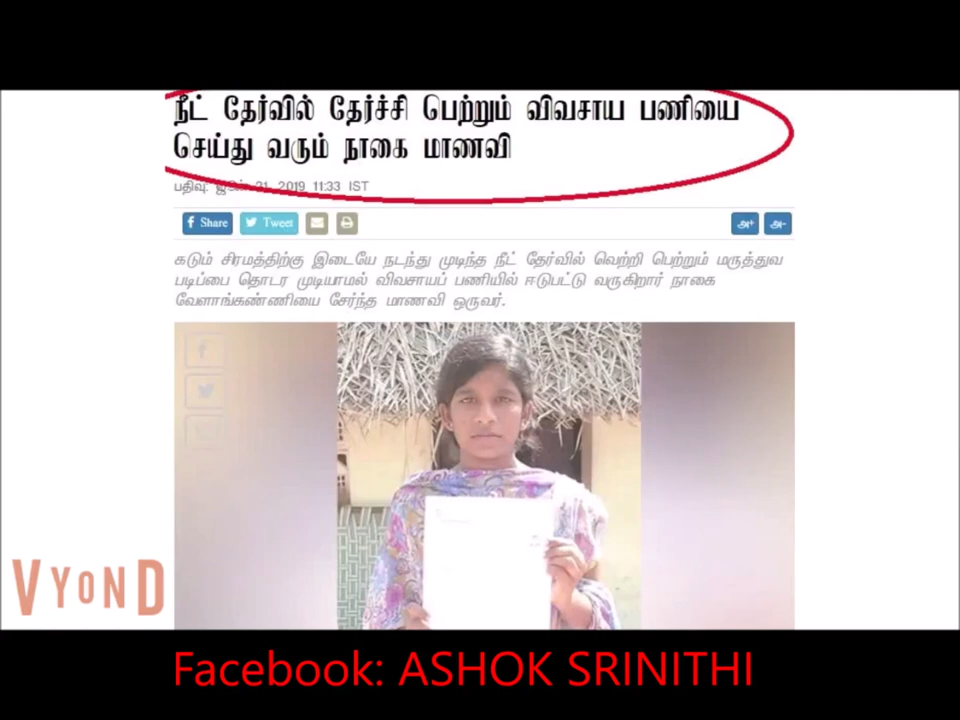 நீட் தேர்வில் தேர்ச்சி பெற்றும் விவசாய பணியை
செய்து வரும் நாகை மாணவி
பதிவு: ஜூன் 21, 2019 11:33 IST
Share Tweet அ+ அ-
கடும் சிரமத்திற்கு இடையே நடந்து முடிந்த நீட் தேர்வில் வெற்றி பெற்றும் மருத்துவ
படிப்பை தொடர முடியாமல் விவசாயப் பணியில் ஈடுபட்டு வருகிறார் நாகை
வேளாங்கண்ணியை சேர்ந்த மாணவி ஒருவர்.
VYOND
Facebook: ASHOK SRINITHI